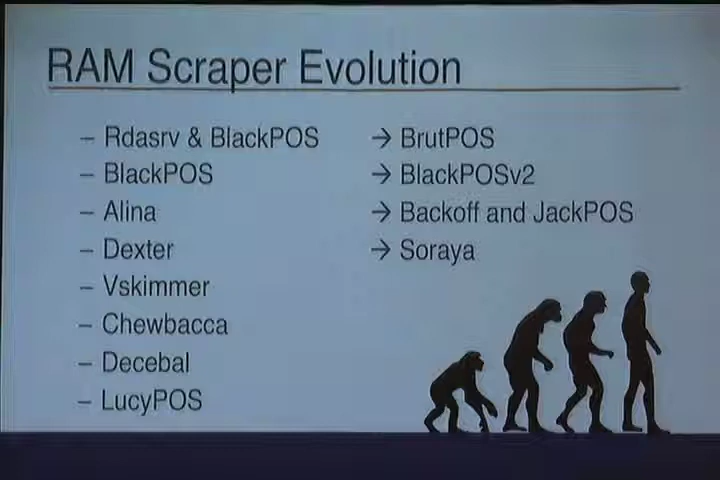 RAM Scraper Evolution
– Rdasrv & BlackPOS → BrutPOS
– BlackPOS → BlackPOSv2
– Alina → Backoff and JackPOS
– Dexter → Soraya
– Vskimmer
– Chewbacca
– Decebal
– LucyPOS